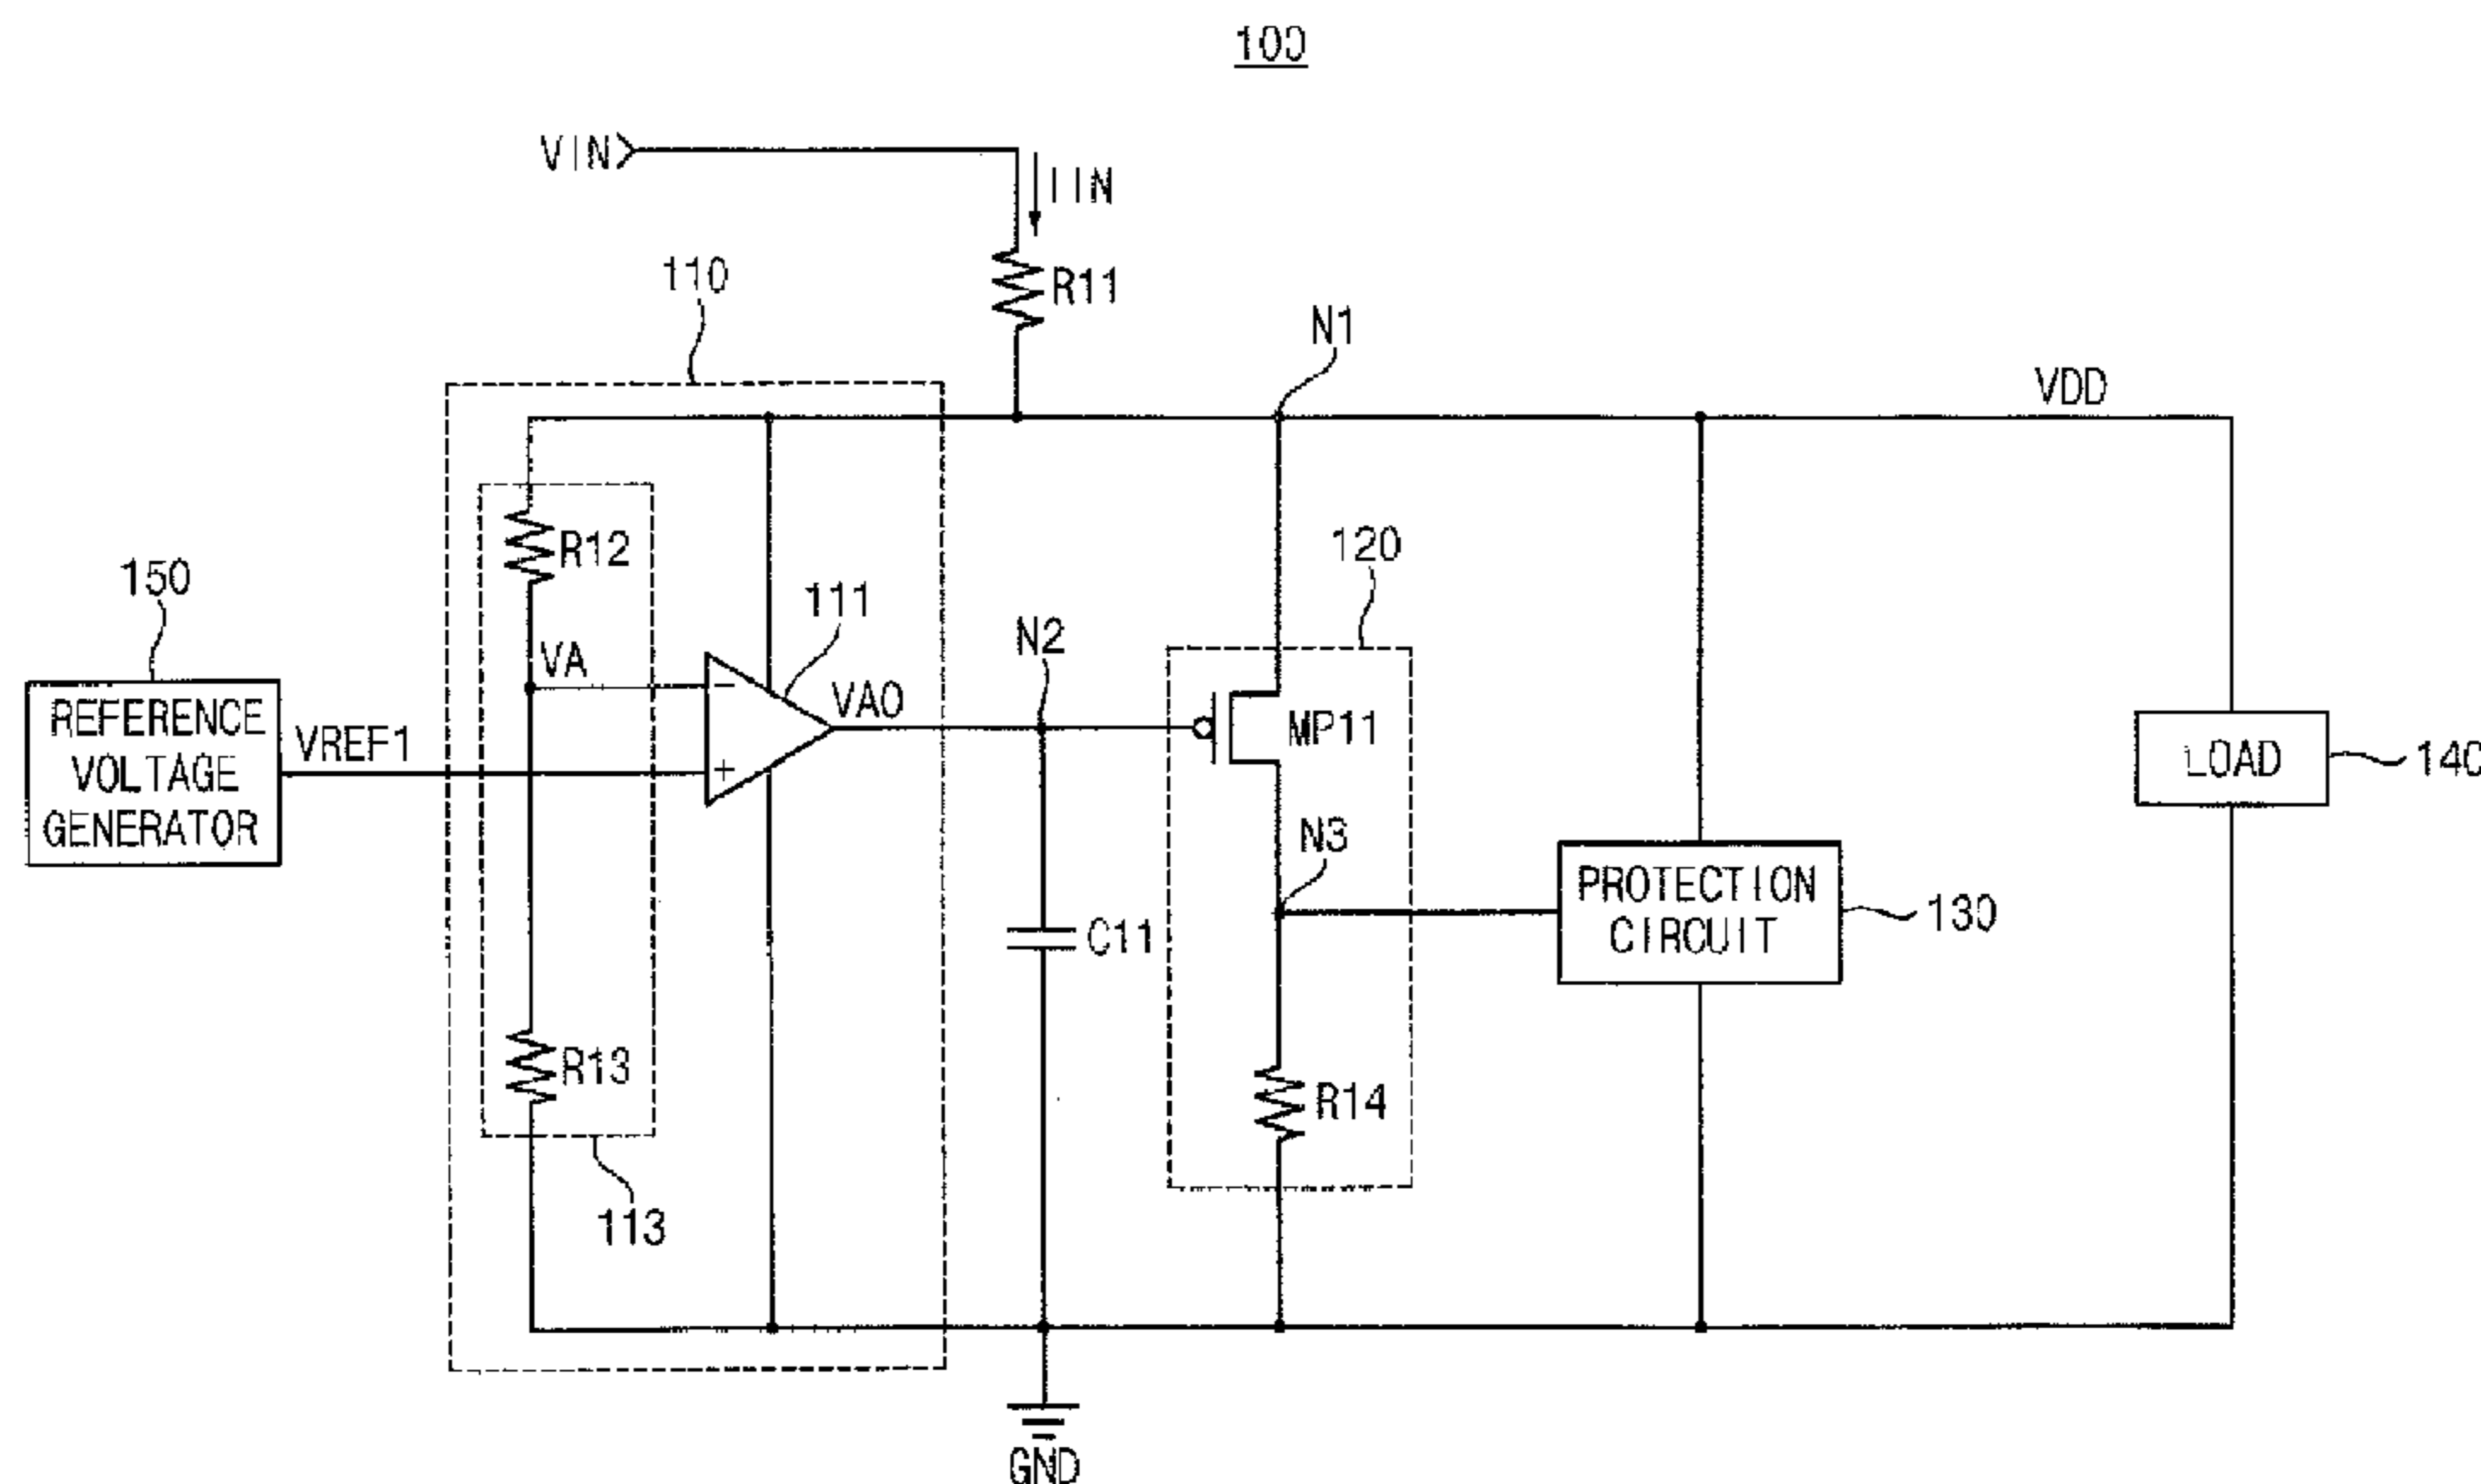 100
VIN
IIN
R11
110
N1
VDD
R12
120
150
111
N2
VA
VAO
MP11
REFERENCE
VOLTAGE
GENERATOR
VREF1
-
+
LOAD
140
N3
PROTECTION
CIRCUIT
130
C11
R13
R14
113
GND